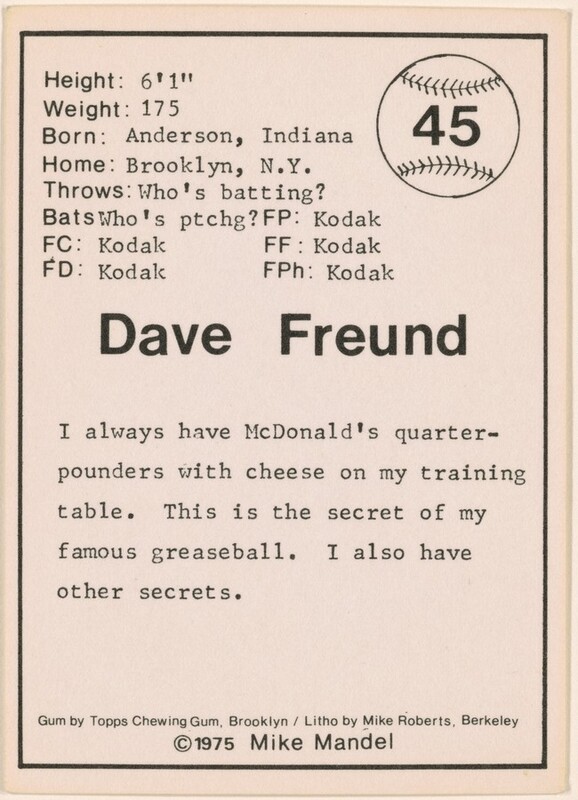 Height: 6'1"
45
Weight: 175
Born: Anderson, Indiana
Home: Brooklyn, N.Y.
Throws: Who's batting?
Bats Who's ptchg? FP: Kodak
FC: Kodak FF: Kodak
FD: Kodak FPh: Kodak
Dave Freund
I always have McDonald's quarter-
pounders with cheese on my training
table. This is the secret of my
famous greaseball. I also have
other secrets.
Gum by Topps Chewing Gum, Brooklyn / Litho by Mike Roberts, Berkeley
©1975 Mike Mandel